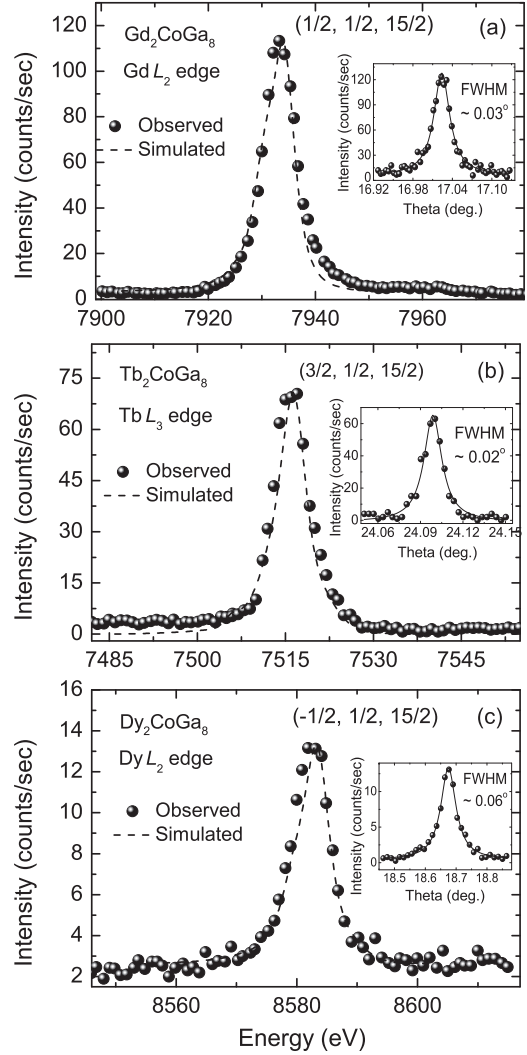 (1/2, 1/2, 15/2)
(a)
Gd₂CoGa₈
Gd L₂ edge
Observed
Simulated
Intensity (counts/sec)
120
100
80
60
40
20
0
7900 7920 7940 7960
FWHM
~ 0.03°
Intensity (counts/sec)
120
90
60
30
0
16.92 16.98 17.04 17.10
Theta (deg.)
(3/2, 1/2, 15/2)
(b)
Tb₂CoGa₈
Tb L₃ edge
Observed
Simulated
Intensity (counts/sec)
75
60
45
30
15
0
7485 7500 7515 7530 7545
FWHM
~ 0.02°
Intensity (counts/sec)
60
40
20
0
24.06 24.09 24.12 24.15
Theta (deg.)
(-1/2, 1/2, 15/2)
(c)
Dy₂CoGa₈
Dy L₂ edge
Observed
Simulated
Intensity (counts/sec)
16
14
12
10
8
6
4
2
8560 8580 8600
Energy (eV)
FWHM
~ 0.06°
Intensity (counts/sec)
10
5
0
18.5 18.6 18.7 18.8
Theta (deg.)